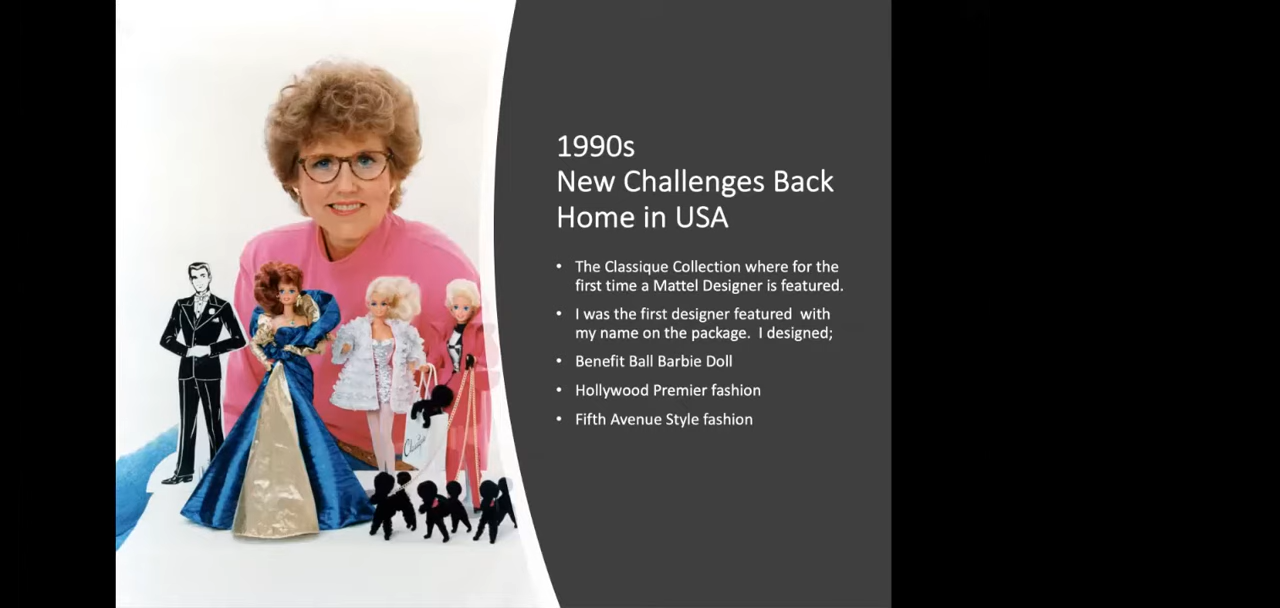 1990s
New Challenges Back
Home in USA
• The Classique Collection where for the
first time a Mattel Designer is featured.
• I was the first designer featured  with
my name on the package.  I designed;
• Benefit Ball Barbie Doll
• Hollywood Premier fashion
• Fifth Avenue Style fashion
Classique